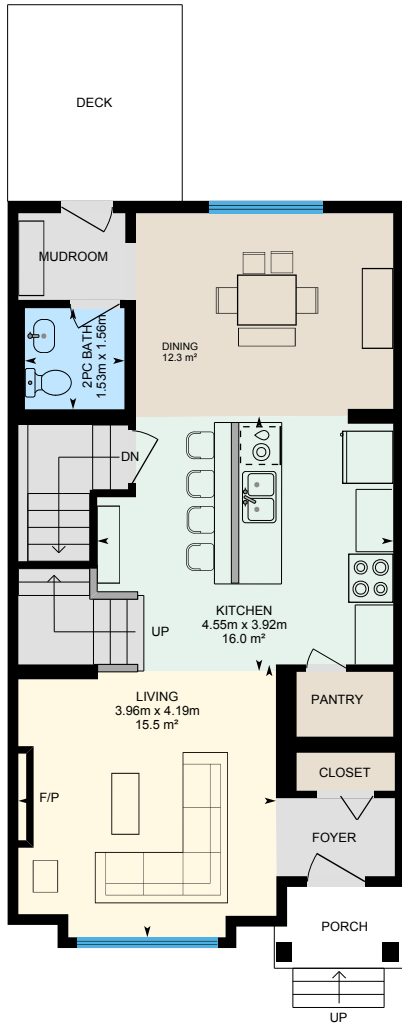 DECK
MUDROOM
2PC BATH
1.53m x 1.56m
DINING
12.3 m²
DN
UP
KITCHEN
4.55m x 3.92m
16.0 m²
LIVING
3.96m x 4.19m
15.5 m²
PANTRY
CLOSET
F/P
FOYER
PORCH
UP